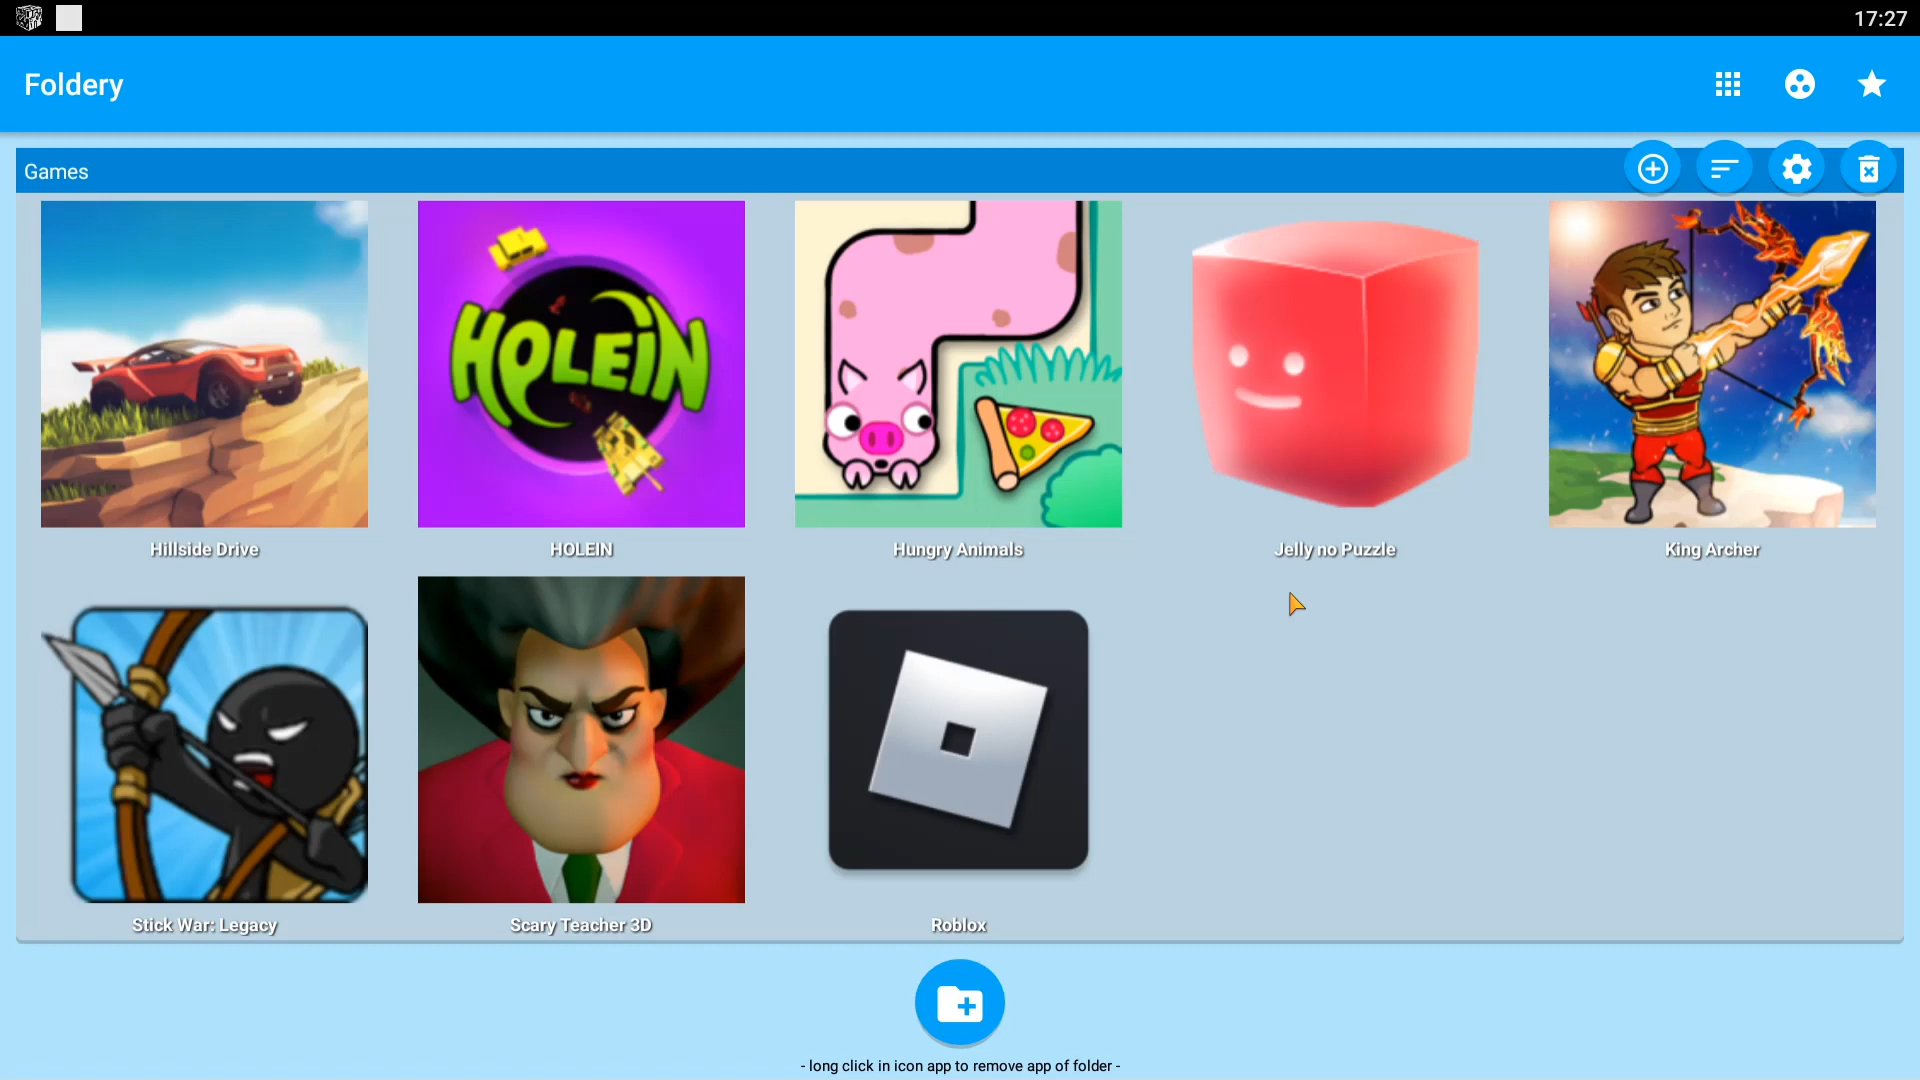 17:27
Foldery
Games
HOLEIN
Hillside Drive
HOLEIN
Hungry Animals
Jelly no Puzzle
King Archer
Stick War: Legacy
Scary Teacher 3D
Roblox
- long click in icon app to remove app of folder -